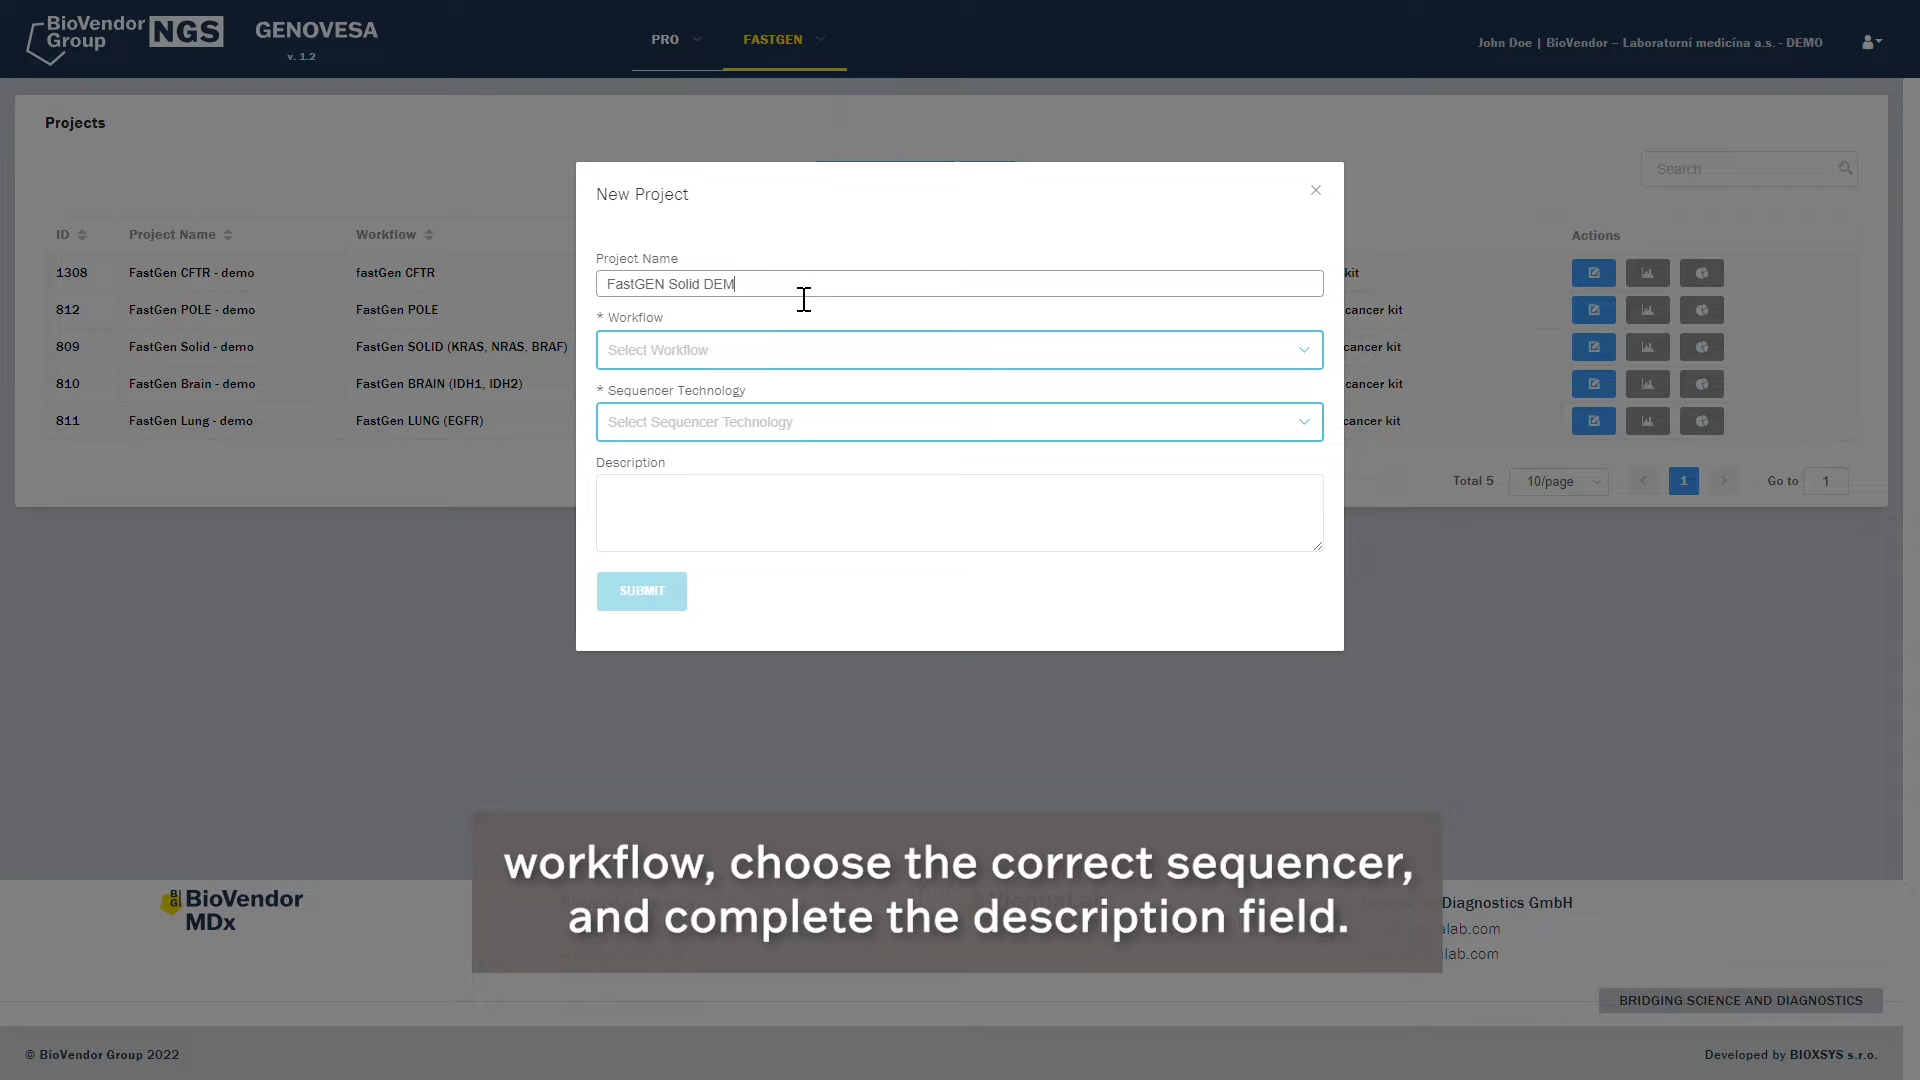 BioVendor
Group
NGS
GENOVESA
v. 1.2
PRO
FASTGEN
John Doe | BioVendor – Laboratorní medicína a.s. - DEMO
Projects
Search
New Project
ID
Project Name
Workflow
Actions
Project Name
FastGEN Solid DEM
* Workflow
Select Workflow
* Sequencer Technology
Select Sequencer Technology
Description
SUBMIT
1308 FastGen CFTR - demo fastGen CFTR kit
812 FastGen POLE - demo FastGen POLE cancer kit
809 FastGen Solid - demo FastGen SOLID (KRAS, NRAS, BRAF) cancer kit
810 FastGen Brain - demo FastGen BRAIN (IDH1, IDH2) cancer kit
811 FastGen Lung - demo FastGen LUNG (EGFR) cancer kit
Total 5
10/page
1
Go to
1
workflow, choose the correct sequencer,
and complete the description field.
BioVendor
MDx
Diagnostics GmbH
lab.com
lab.com
BRIDGING SCIENCE AND DIAGNOSTICS
© BioVendor Group 2022
Developed by BIOXSYS s.r.o.